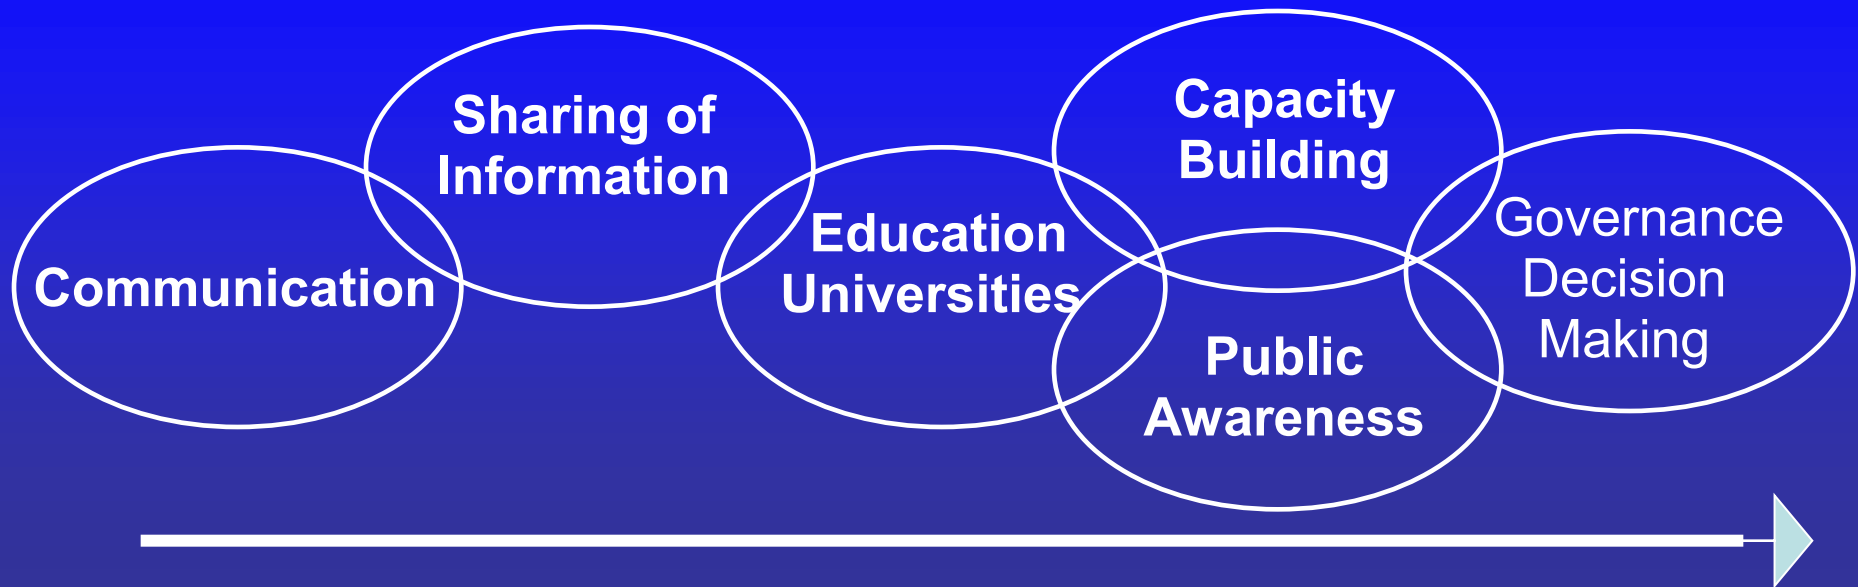 Communication
Sharing of
Information
Education
Universities
Capacity
Building
Public
Awareness
Governance
Decision
Making